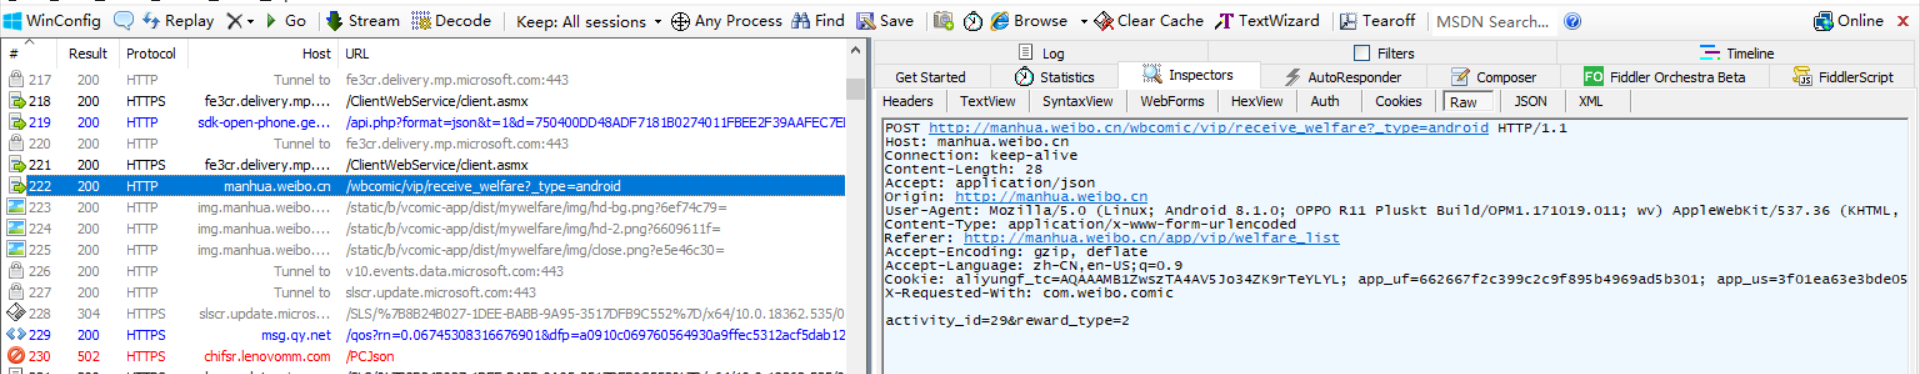 WinConfig Replay X Go Stream Decode Keep: All sessions Any Process Find Save Browse Clear Cache TextWizard Tearoff MSDN Search... Online X
# Result Protocol Host URL
217 200 HTTP Tunnel to fe3cr.delivery.mp.microsoft.com:443
218 200 HTTPS fe3cr.delivery.mp.... /ClientWebService/client.asmx
219 200 HTTP sdk-open-phone.ge... /api.php?format=json&t=1&d=750400DD48ADF7181B0274011FBEE2F39AAFEC7E
220 200 HTTP Tunnel to fe3cr.delivery.mp.microsoft.com:443
221 200 HTTPS fe3cr.delivery.mp.... /ClientWebService/client.asmx
222 200 HTTP manhua.weibo.cn /wbcomic/vip/receive_welfare?_type=android
223 200 HTTP img.manhua.weibo.... /static/b/vcomic-app/dist/mywelfare/img/hd-bg.png?6ef74c79=
224 200 HTTP img.manhua.weibo.... /static/b/vcomic-app/dist/mywelfare/img/hd-2.png?6609611f=
225 200 HTTP img.manhua.weibo.... /static/b/vcomic-app/dist/mywelfare/img/close.png?e5e46c30=
226 200 HTTP Tunnel to v10.events.data.microsoft.com:443
227 200 HTTP Tunnel to slscr.update.microsoft.com:443
228 304 HTTPS slscr.update.micros... /SLS/%7B8B24B027-1DEE-BABB-9A95-3517DFB9C552%7D/x64/10.0.18362.535/0
229 200 HTTPS msg.qy.net /qos?rn=0.06745308316676901&dfp=a0910c069760564930a9ffec5312acf5dab12
230 502 HTTPS chifsr.lenovomm.com /PCJson
Log Filters Timeline
Get Started Statistics Inspectors AutoResponder Composer FO Fiddler Orchestra Beta FiddlerScript
Headers TextView SyntaxView WebForms HexView Auth Cookies Raw JSON XML
POST http://manhua.weibo.cn/wbcomic/vip/receive_welfare?_type=android HTTP/1.1
Host: manhua.weibo.cn
Connection: keep-alive
Content-Length: 28
Accept: application/json
Origin: http://manhua.weibo.cn
User-Agent: Mozilla/5.0 (Linux; Android 8.1.0; OPPO R11 Pluskt Build/OPM1.171019.011; wv) AppleWebKit/537.36 (KHTML,
Content-Type: application/x-www-form-urlencoded
Referer: http://manhua.weibo.cn/app/vip/welfare_list
Accept-Encoding: gzip, deflate
Accept-Language: zh-CN,en-US;q=0.9
Cookie: aliyungf_tc=AQAAAMB1ZwszTA4AV5Jo34ZK9rTeYLYL; app_uf=662667f2c399c2c9f895b4969ad5b301; app_us=3f01ea63e3bde05
X-Requested-With: com.weibo.comic
activity_id=29&reward_type=2